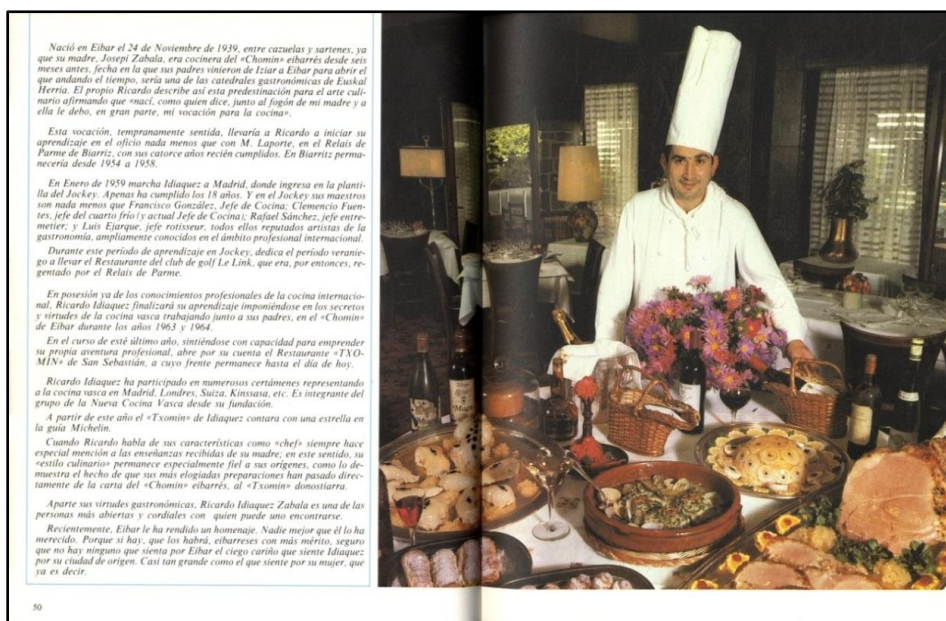 Nació en Eibar el 24 de Noviembre de 1939, entre cazuelas y sartenes, ya
que su madre, Josepi Zabala, era cocinera del «Chomin» eibarrés desde seis
meses antes, fecha en la que sus padres vinieron de Iziar a Eibar para abrir el
que andando el tiempo, sería una de las catedrales gastronómicas de Euskal
Herria. El propio Ricardo describe así esta predestinación para el arte culi-
nario afirmando que «nací, como quien dice, junto al fogón de mi madre y a
ella le debo, en gran parte, mi vocación para la cocina».
Esta vocación, tempranamente sentida, llevaría a Ricardo a iniciar su
aprendizaje en el oficio nada menos que con M. Laporte, en el Relais de
Parme de Biarriz, con sus catorce años recién cumplidos. En Biarritz perma-
necería desde 1954 a 1958.
En Enero de 1959 marcha Idiaquez a Madrid, donde ingresa en la planti-
lla del Jockey. Apenas ha cumplido los 18 años. Y en el Jockey sus maestros
son nada menos que Francisco González, Jefe de Cocina; Clemencio Fuen-
tes, jefe del cuarto frío (y actual Jefe de Cocina); Rafael Sánchez, jefe entre-
metier; y Luis Ejarque, jefe rotisseur, todos ellos reputados artistas de la
gastronomía, ampliamente conocidos en el ámbito profesional internacional.
Durante este período de aprendizaje en Jockey, dedica el período veranie-
go a llevar el Restaurante del club de golf Le Link, que era, por entonces, re-
gentado por el Relais de Parme.
En posesión ya de los conocimientos profesionales de la cocina internacio-
nal, Ricardo Idiaquez finalizará su aprendizaje imponiéndose en los secretos
y virtudes de la cocina vasca trabajando junto a sus padres, en el «Chomin»
de Eibar durante los años 1963 y 1964.
En el curso de esté último año, sintiéndose con capacidad para emprender
su propia aventura profesional, abre por su cuenta el Restaurante «TXO-
MIN» de San Sebastián, a cuyo frente permanece hasta el día de hoy.
Ricardo Idiaquez ha participado en numerosos certámenes representando
a la cocina vasca en Madrid, Londres, Suiza, Kinssasa, etc. Es integrante del
grupo de la Nueva Cocina Vasca desde su fundación.
A partir de este año el «Txomin» de Idiaquez contara con una estrella en
la guía Michelin.
Cuando Ricardo habla de sus características como «chef» siempre hace
especial mención a las enseñanzas recibidas de su madre; en este sentido, su
«estilo culinario» permanece especialmente fiel a sus orígenes, como lo de-
muestra el hecho de que sus más elogiadas preparaciones han pasado direc-
tamente de la carta del «Chomin» eibarrés, al «Txomin» donostiarra.
Aparte sus virtudes gastronómicas, Ricardo Idiaquez Zabala es una de las
personas más abiertas y cordiales con quien puede uno encontrarse.
Recientemente, Eibar le ha rendido un homenaje. Nadie mejor que él lo ha
merecido. Porque si hay, que los habrá, eibarreses con más mérito, seguro
que no hay ninguno que sienta por Eibar el ciego cariño que siente Idiaquez
por su ciudad de origen. Casi tan grande como el que siente por su mujer, que
ya es decir.
50